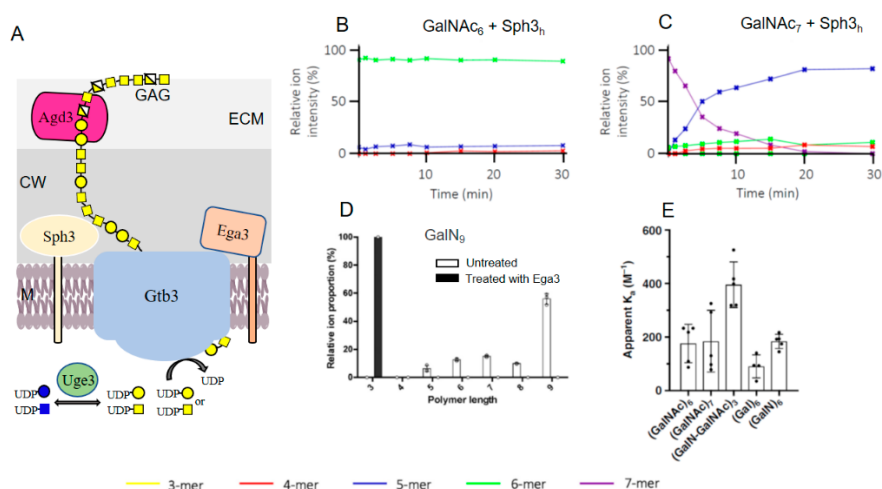 A
GAG
Agd3
ECM
CW
Sph3
Ega3
M
Gtb3
Uge3
UDP
UDP
UDP
UDP
UDP
UDP
UDP
or
B
GalNAc6 + Sph3h
Relative ion
intensity (%)
100
50
0
0
10
20
30
Time (min)
C
GalNAc7 + Sph3h
Relative ion
intensity (%)
100
50
0
0
10
20
30
Time (min)
D
GalN9
Untreated
Treated with Ega3
Relative ion proportion (%)
100
80
60
40
20
0
3
4
5
6
7
8
9
Polymer length
E
Apparent Ka (M⁻¹)
600
400
200
0
(GalNAc)6
(GalNAc)7
(GalN-GalNAc)3
(Gal)6
(GalN)6
3-mer
4-mer
5-mer
6-mer
7-mer